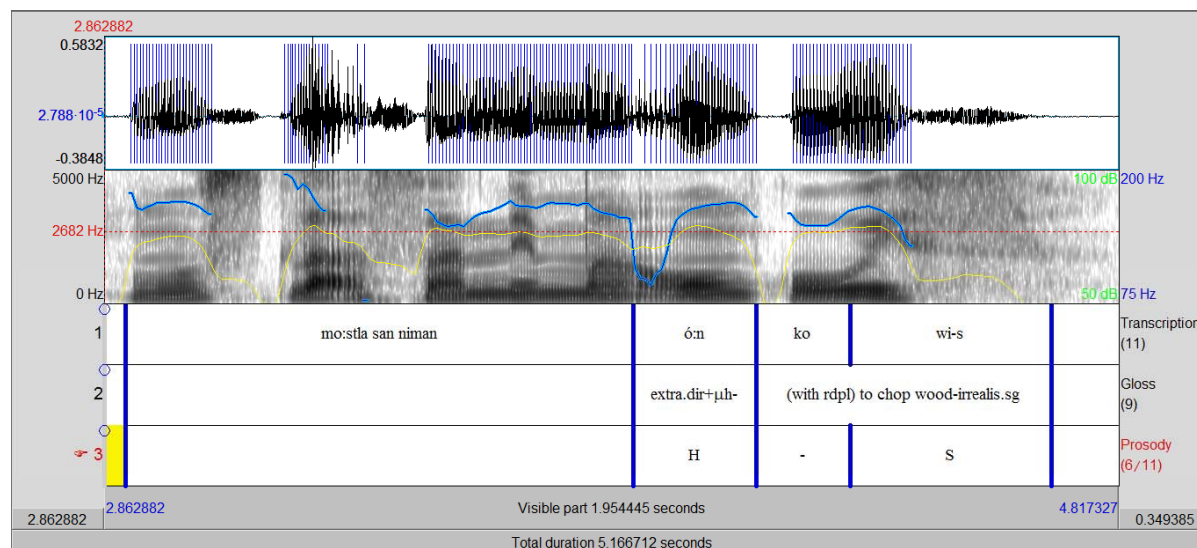 2.862882
0.5832
2.788·10⁻⁵
-0.3848
5000 Hz 100 dB 200 Hz
2682 Hz
0 Hz 50 dB 75 Hz
1 mo:stla san niman ó:n ko wi-s Transcription
(11)
2 extra.dir+μh- (with rdpl) to chop wood-irrealis.sg Gloss
(9)
☞ 3 H - S Prosody
(6/11)
2.862882 2.862882 Visible part 1.954445 seconds 4.817327 0.349385
Total duration 5.166712 seconds